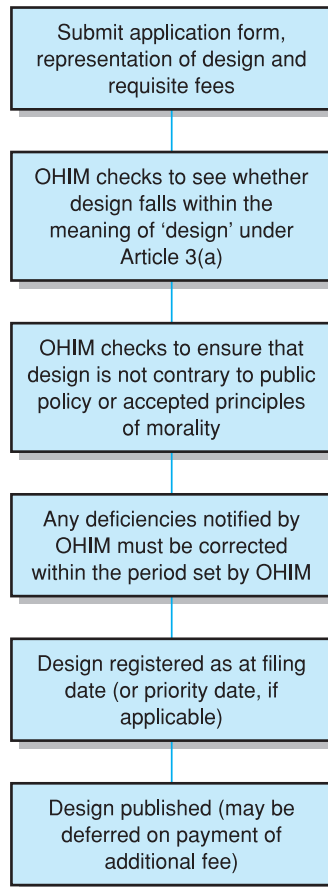 Submit application form,
representation of design and
requisite fees
OHIM checks to see whether
design falls within the
meaning of ‘design’ under
Article 3(a)
OHIM checks to ensure that
design is not contrary to public
policy or accepted principles
of morality
Any deficiencies notified by
OHIM must be corrected
within the period set by OHIM
Design registered as at filing
date (or priority date, if
applicable)
Design published (may be
deferred on payment of
additional fee)